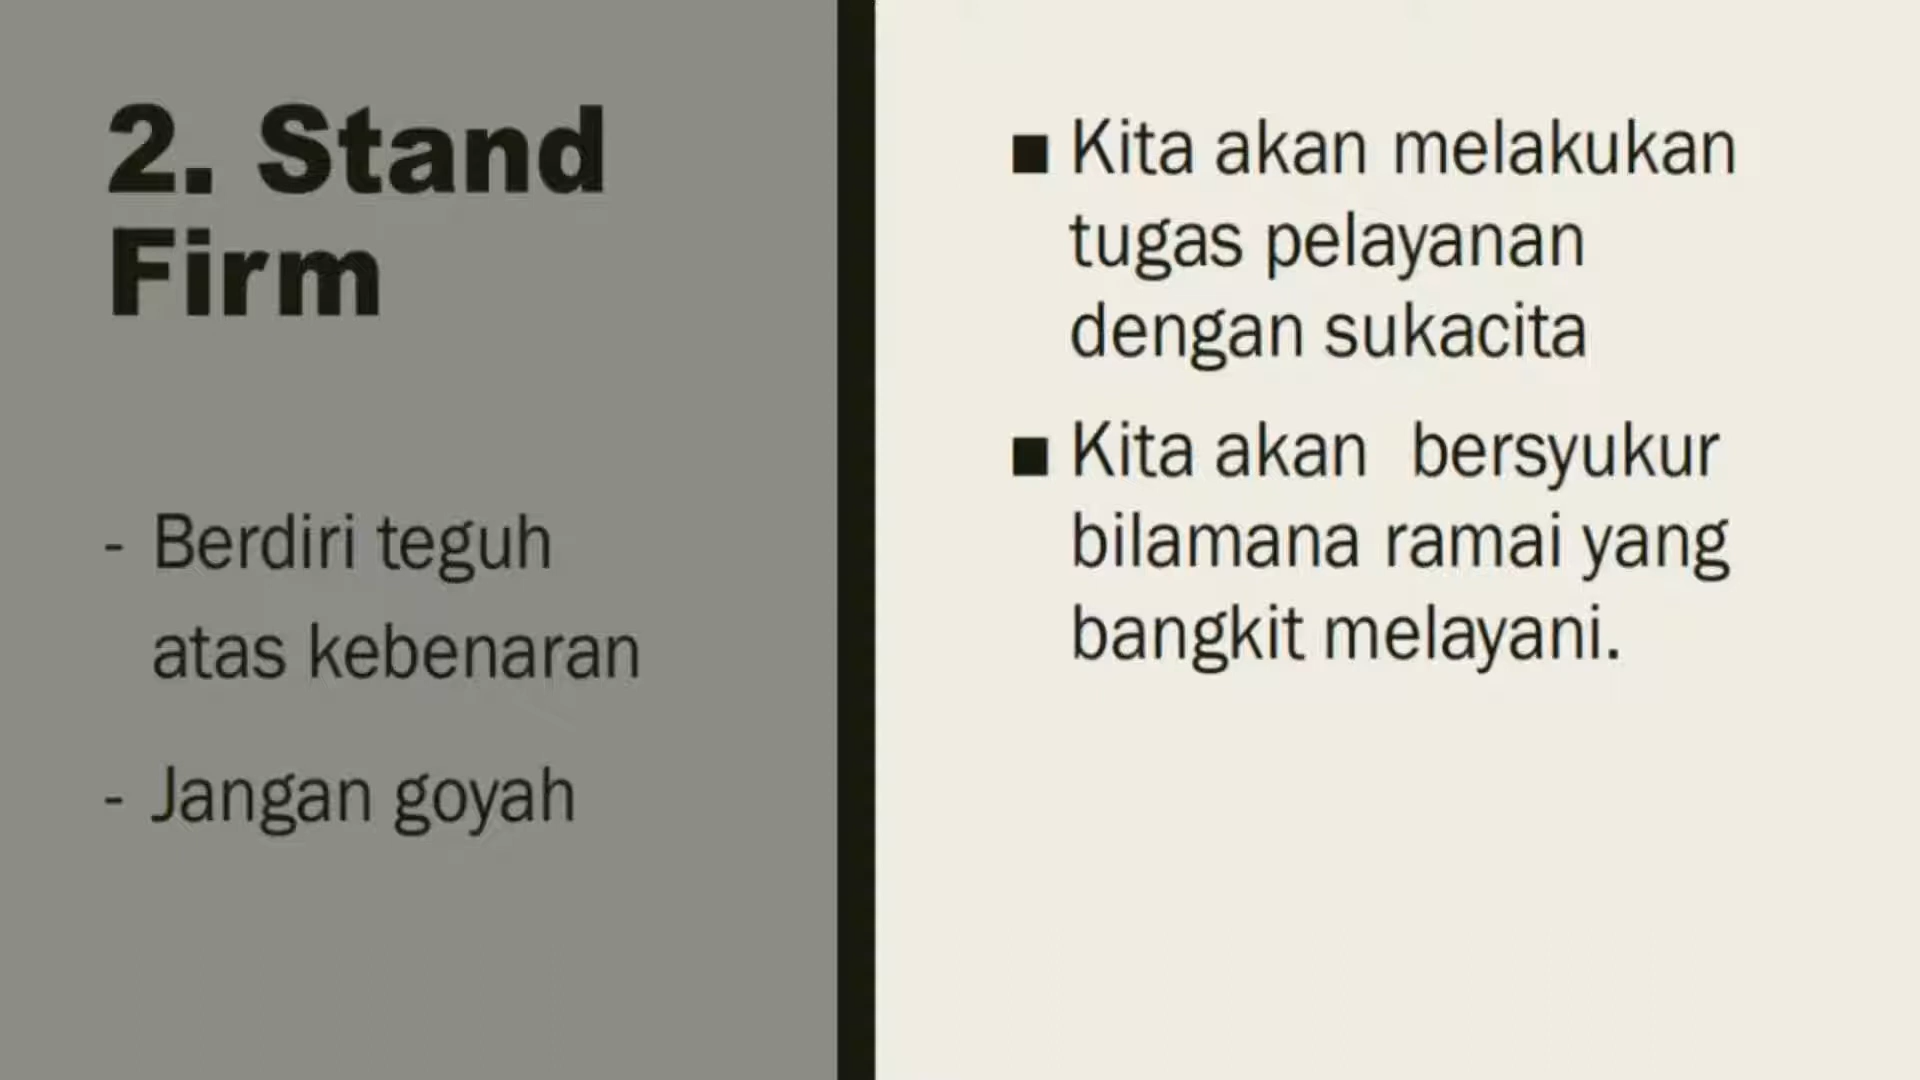 2. Stand
Firm
- Berdiri teguh
atas kebenaran
- Jangan goyah
■ Kita akan melakukan
tugas pelayanan
dengan sukacita
■ Kita akan bersyukur
bilamana ramai yang
bangkit melayani.